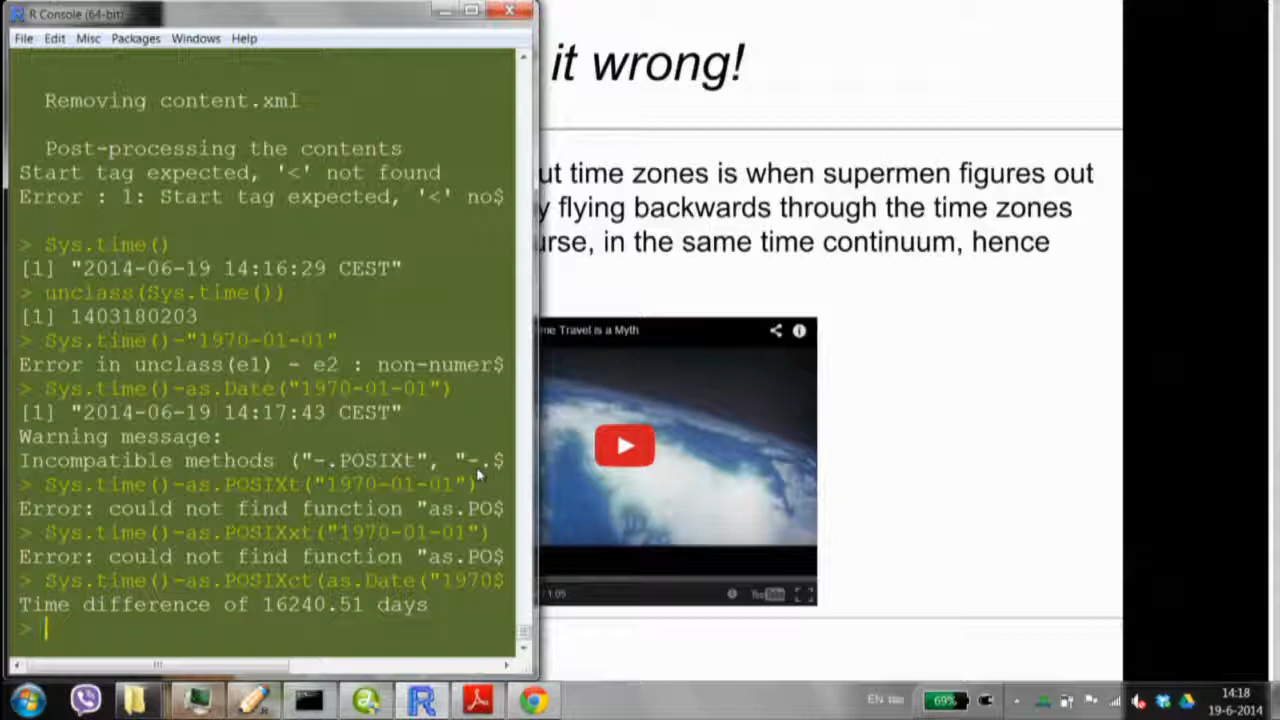 R Console (64-bit)
File Edit Misc Packages Windows Help
Removing content.xml
Post-processing the contents
Start tag expected, '<' not found
Error : 1: Start tag expected, '<' no$
> Sys.time()
[1] "2014-06-19 14:16:29 CEST"
> unclass(Sys.time())
[1] 1403180203
> Sys.time()-"1970-01-01"
Error in unclass(e1) - e2 : non-numer$
> Sys.time()-as.Date("1970-01-01")
[1] "2014-06-19 14:17:43 CEST"
Warning message:
Incompatible methods ("-.POSIXt", "-.$
> Sys.time()-as.POSIXt("1970-01-01")
Error: could not find function "as.PO$
> Sys.time()-as.POSIXxt("1970-01-01")
Error: could not find function "as.PO$
> Sys.time()-as.POSIXct(as.Date("1970$
Time difference of 16240.51 days
>
it wrong!
ut time zones is when supermen figures out
y flying backwards through the time zones
urse, in the same time continuum, hence
me Travel is a Myth
1:05
YouTube
EN
69%
14:18
19-6-2014